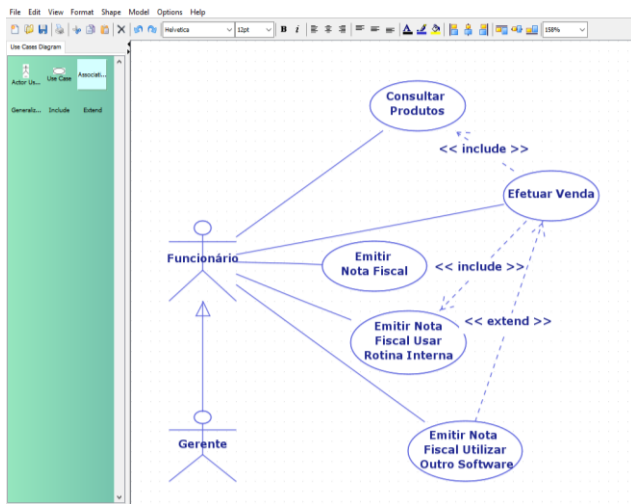 File Edit View Format Shape Model Options Help
Helvetica 12pt B i 158%
Use Cases Diagram
Actor Us... Use Case Associati...
Generaliz... Include Extend
Consultar
Produtos
<< include >>
Efetuar Venda
Funcionário
Emitir
Nota Fiscal
<< include >>
Emitir Nota
Fiscal Usar
Rotina Interna
<< extend >>
Gerente
Emitir Nota
Fiscal Utilizar
Outro Software